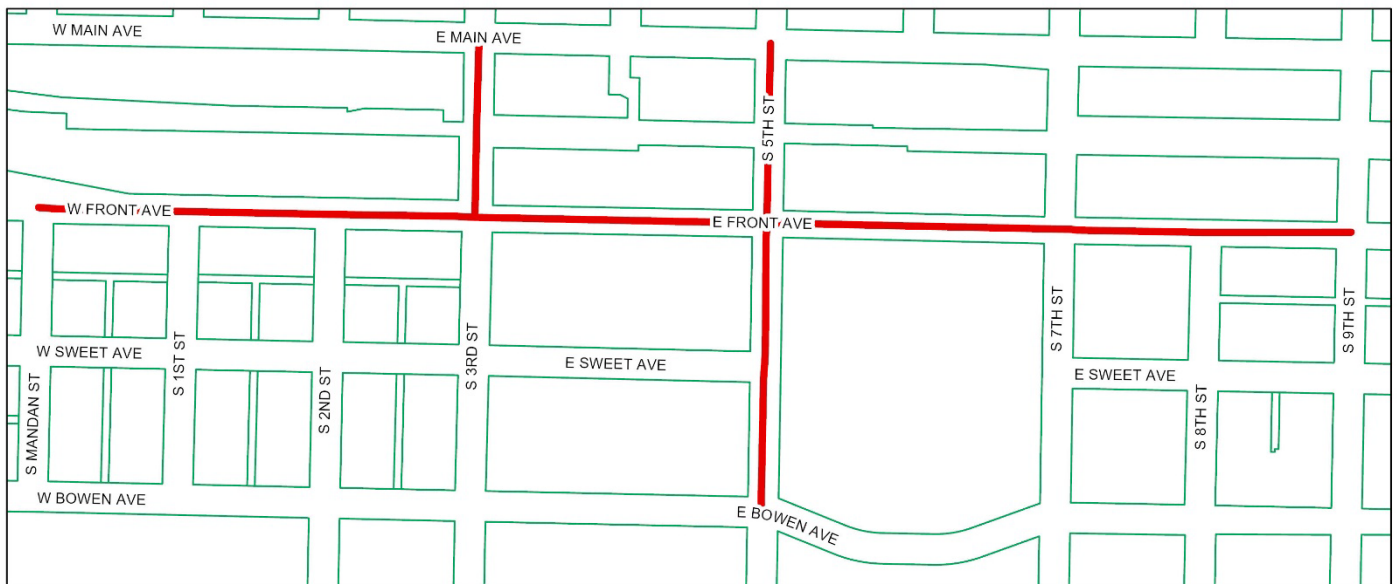 W MAIN AVE
E MAIN AVE
S 5TH ST
W FRONT AVE
E FRONT AVE
S 7TH ST
S 9TH ST
W SWEET AVE
S 1ST ST
S 3RD ST
E SWEET AVE
E SWEET AVE
S MANDAN ST
S 2ND ST
S 8TH ST
W BOWEN AVE
E BOWEN AVE